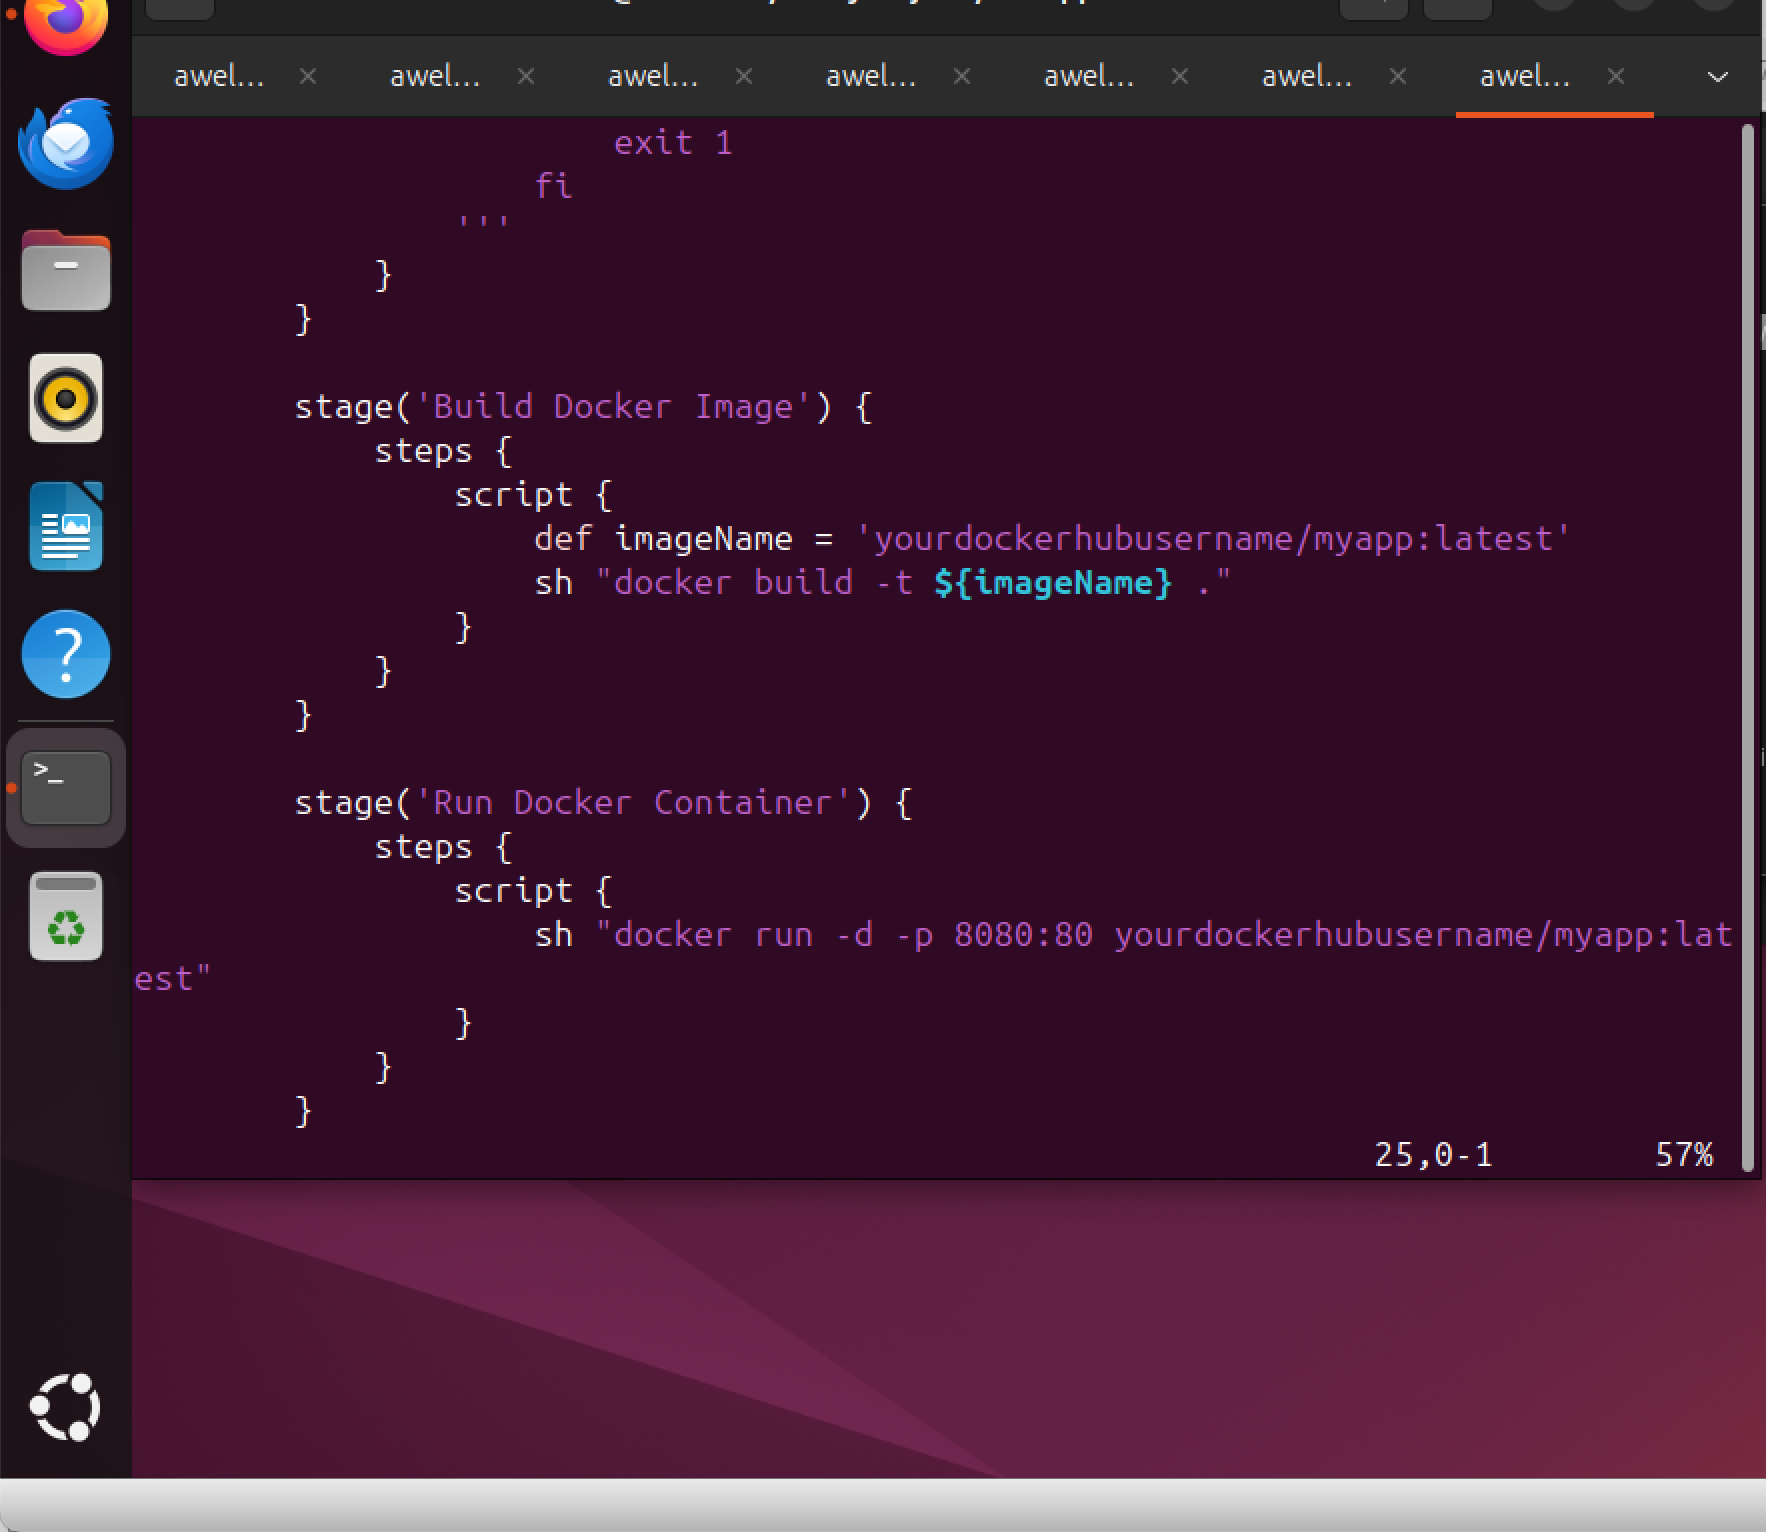 awel... × awel... × awel... × awel... × awel... × awel... × awel... ×
                        exit 1
                    fi
                '''
            }
        }

        stage('Build Docker Image') {
            steps {
                script {
                    def imageName = 'yourdockerhubusername/myapp:latest'
                    sh "docker build -t ${imageName} ."
                }
            }
        }

        stage('Run Docker Container') {
            steps {
                script {
                    sh "docker run -d -p 8080:80 yourdockerhubusername/myapp:lat
est"
                }
            }
        }
25,0-1 57%